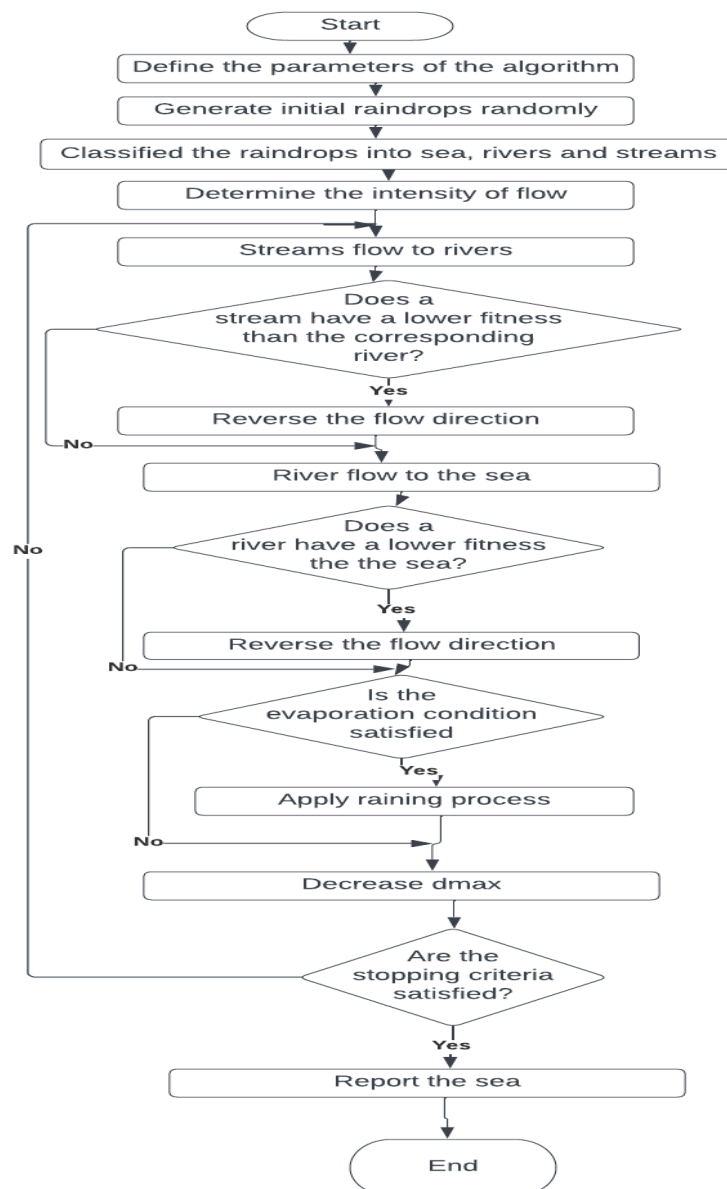 Start
Define the parameters of the algorithm
Generate initial raindrops randomly
Classified the raindrops into sea, rivers and streams
Determine the intensity of flow
Streams flow to rivers
Does a
stream have a lower fitness
than the corresponding
river?
Yes
Reverse the flow direction
No
River flow to the sea
Does a
river have a lower fitness
the the sea?
No
Yes
Reverse the flow direction
No
Is the
evaporation condition
satisfied
Yes
Apply raining process
No
Decrease dmax
Are the
stopping criteria
satisfied?
Yes
Report the sea
End